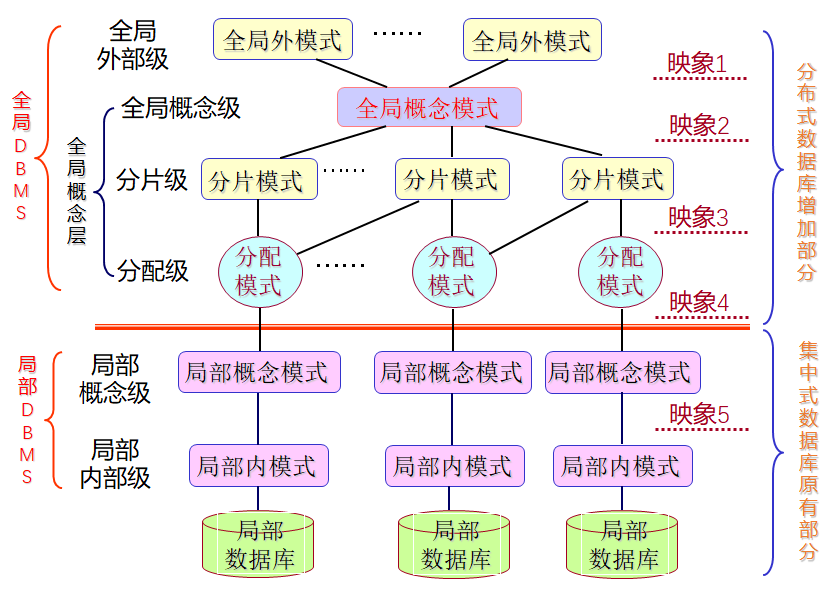 全局
外部级
全局外模式
······
全局外模式
映象1
全局概念级
全局概念模式
映象2
分片级
分片模式
······
分片模式
分片模式
映象3
分配级
分配
模式
······
分配
模式
分配
模式
映象4
全局DBMS
全局概念层
分布式数据库增加部分
局部
概念级
局部概念模式
局部概念模式
局部概念模式
映象5
局部
内部级
局部内模式
局部内模式
局部内模式
局部
数据库
局部
数据库
局部
数据库
局部DBMS
集中式数据库原有部分